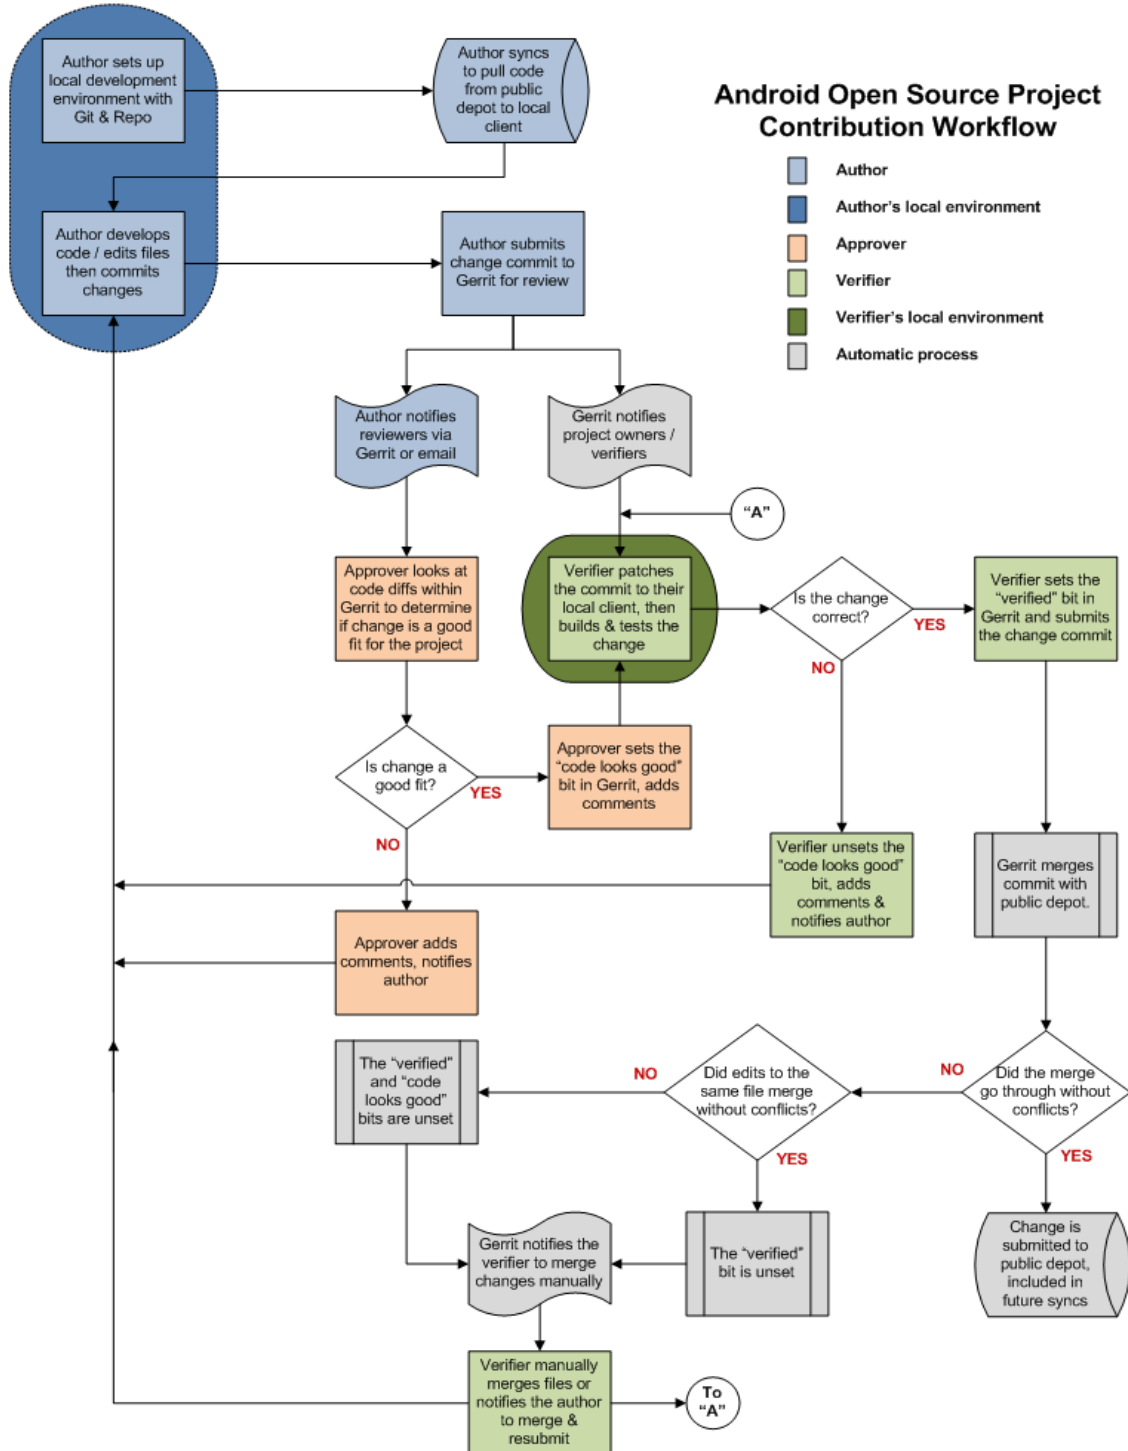 Author sets up
local development
environment with
Git & Repo
Author syncs
to pull code
from public
depot to local
client
Android Open Source Project
Contribution Workflow
Author
Author's local environment
Approver
Verifier
Verifier's local environment
Automatic process
Author develops
code / edits files
then commits
changes
Author submits
change commit to
Gerrit for review
Author notifies
reviewers via
Gerrit or email
Gerrit notifies
project owners /
verifiers
“A”
Approver looks at
code diffs within
Gerrit to determine
if change is a good
fit for the project
Verifier patches
the commit to their
local client, then
builds & tests the
change
Is the change
correct?
YES
NO
Verifier sets the
“verified” bit in
Gerrit and submits
the change commit
Is change a
good fit?
YES
NO
Approver sets the
“code looks good”
bit in Gerrit, adds
comments
Verifier unsets the
“code looks good”
bit, adds
comments &
notifies author
Gerrit merges
commit with
public depot.
Approver adds
comments, notifies
author
The “verified”
and “code
looks good”
bits are unset
NO
Did edits to the
same file merge
without conflicts?
YES
NO
Did the merge
go through without
conflicts?
YES
Gerrit notifies the
verifier to merge
changes manually
The “verified”
bit is unset
Change is
submitted to
public depot,
included in
future syncs
Verifier manually
merges files or
notifies the author
to merge &
resubmit
To
“A”